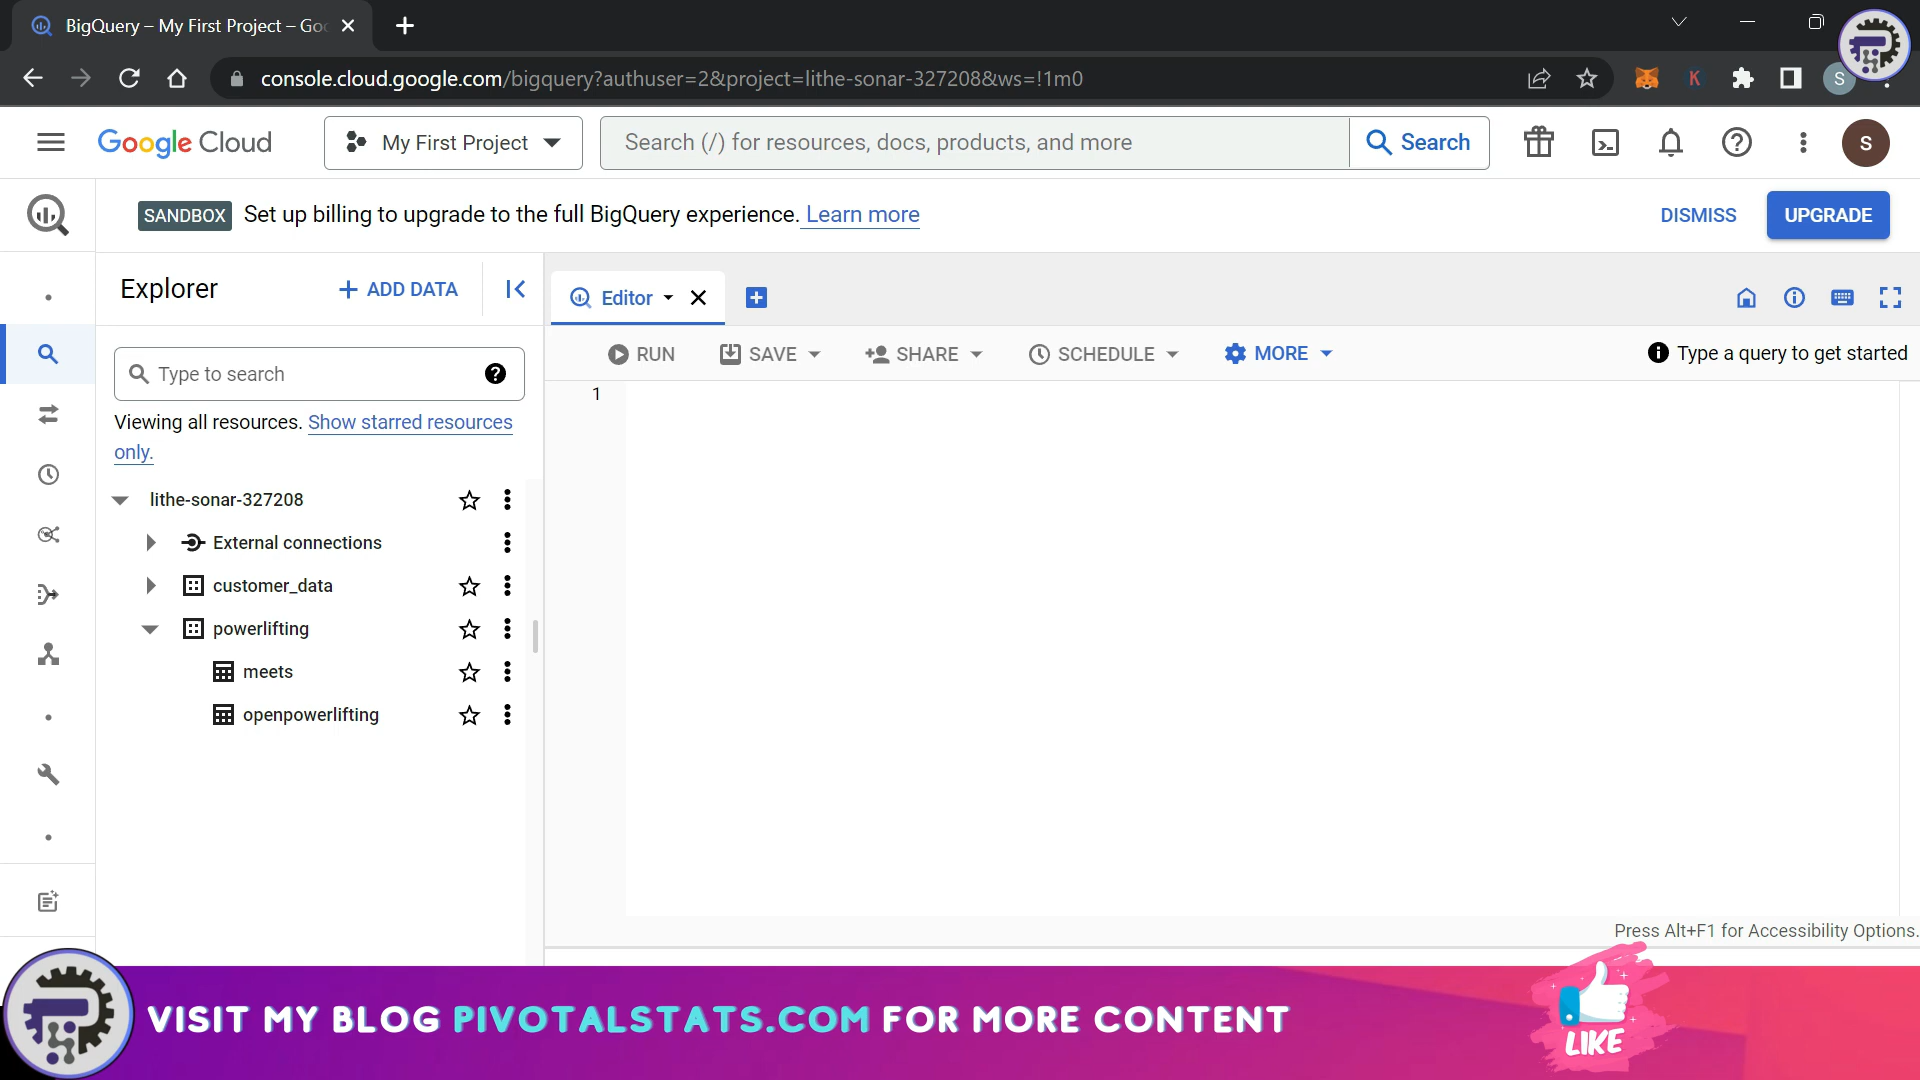 BigQuery – My First Project – Goo
console.cloud.google.com/bigquery?authuser=2&project=lithe-sonar-327208&ws=!1m0
K
S
Google Cloud
My First Project
Search (/) for resources, docs, products, and more
Search
S
SANDBOX Set up billing to upgrade to the full BigQuery experience. Learn more
DISMISS
UPGRADE
Explorer
+ ADD DATA
Editor
RUN
SAVE
SHARE
SCHEDULE
MORE
Type a query to get started
Type to search
1
Viewing all resources. Show starred resources
only.
lithe-sonar-327208
External connections
customer_data
powerlifting
meets
openpowerlifting
Press Alt+F1 for Accessibility Options.
VISIT MY BLOG PIVOTALSTATS.COM FOR MORE CONTENT
LIKE